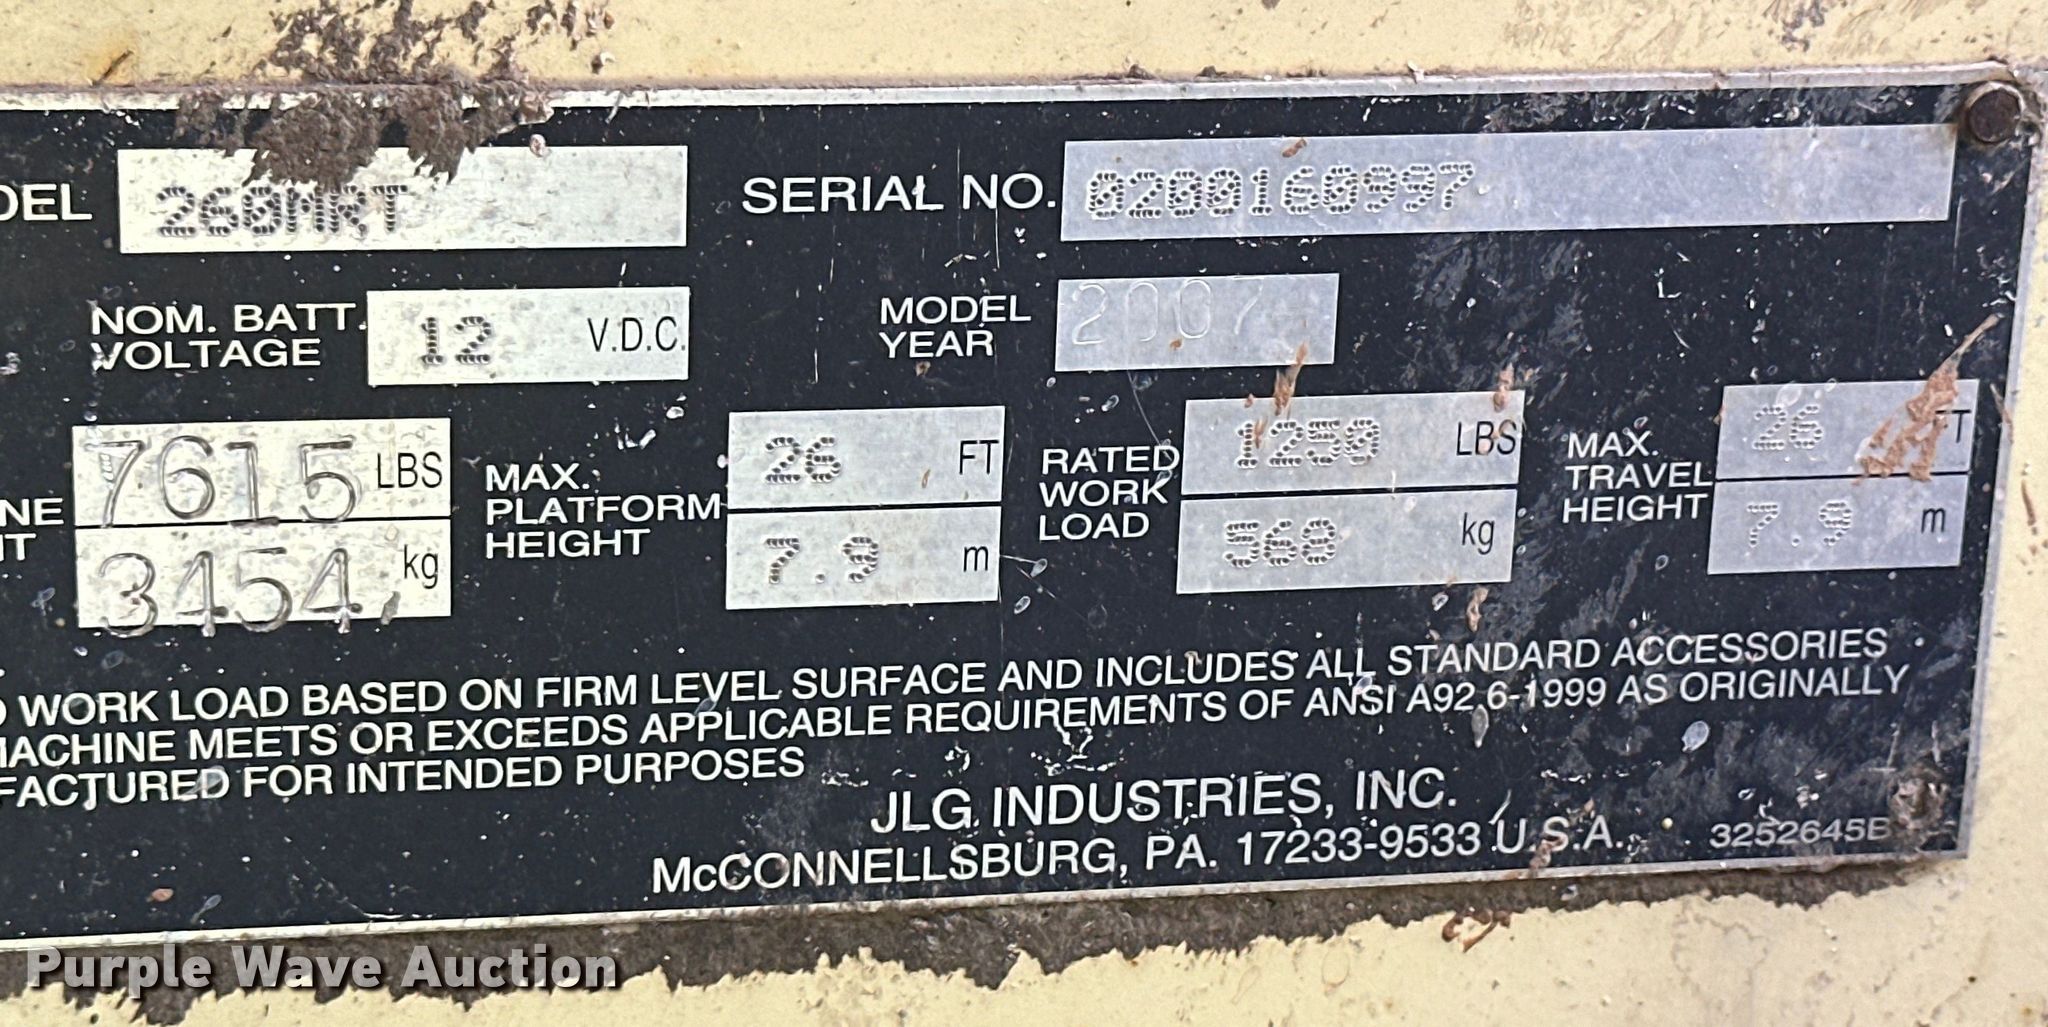 DEL 260MRT SERIAL NO. 0200160997
NOM. BATT. VOLTAGE 12 V.D.C. MODEL YEAR 2007
NE 7615 LBS
3454 kg
MAX. PLATFORM HEIGHT 26 FT
7.9 m
RATED WORK LOAD 1250 LBS
568 kg
MAX. TRAVEL HEIGHT 26 FT
7.9 m
D WORK LOAD BASED ON FIRM LEVEL SURFACE AND INCLUDES ALL STANDARD ACCESSORIES
MACHINE MEETS OR EXCEEDS APPLICABLE REQUIREMENTS OF ANSI A92.6-1999 AS ORIGINALLY
FACTURED FOR INTENDED PURPOSES
JLG INDUSTRIES, INC.
McCONNELLSBURG, PA. 17233-9533 U.S.A.
3252645B
Purple Wave Auction